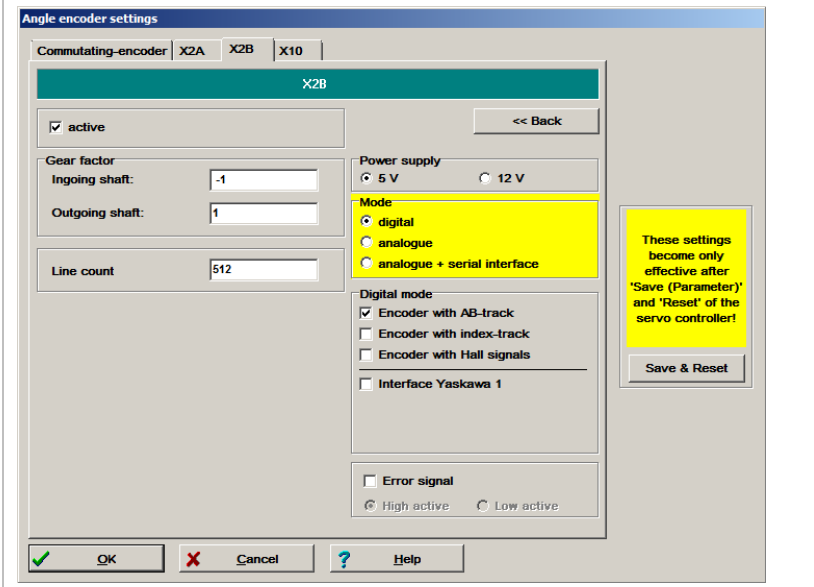 Angle encoder settings
Commutating-encoder X2A X2B X10
X2B
active
<< Back
Gear factor
Ingoing shaft: -1
Outgoing shaft: 1
Line count 512
Power supply
5 V 12 V
Mode
digital
analogue
analogue + serial interface
Digital mode
Encoder with AB-track
Encoder with index-track
Encoder with Hall signals
Interface Yaskawa 1
Error signal
High active Low active
These settings
become only
effective after
'Save (Parameter)'
and 'Reset' of the
servo controller!
Save & Reset
OK Cancel ? Help